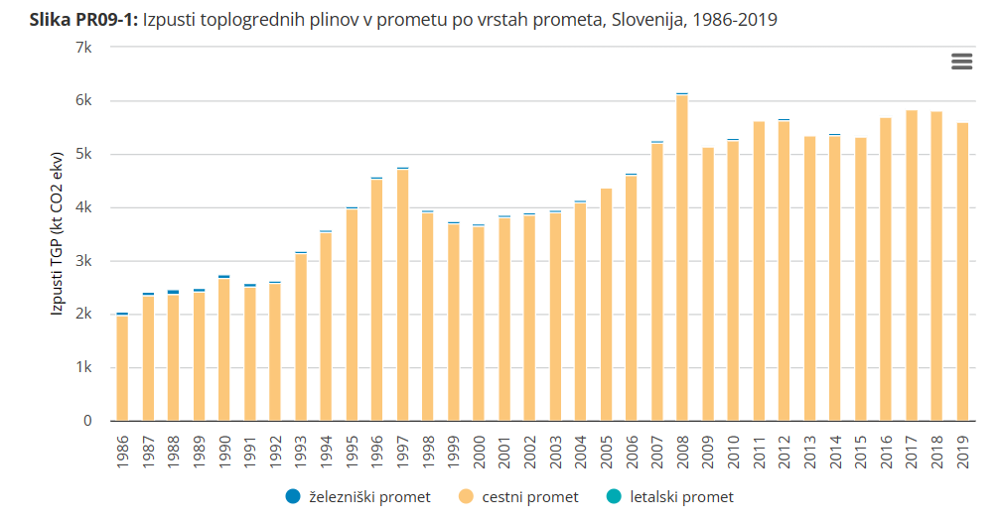 Slika PR09-1: Izpusti toplogrednih plinov v prometu po vrstah prometa, Slovenija, 1986-2019
Izpusti TGP (kt CO2 ekv)
7k
6k
5k
4k
3k
2k
1k
0
1986
1987
1988
1989
1990
1991
1992
1993
1994
1995
1996
1997
1998
1999
2000
2001
2002
2003
2004
2005
2006
2007
2008
2009
2010
2011
2012
2013
2014
2015
2016
2017
2018
2019
železniški promet
cestni promet
letalski promet